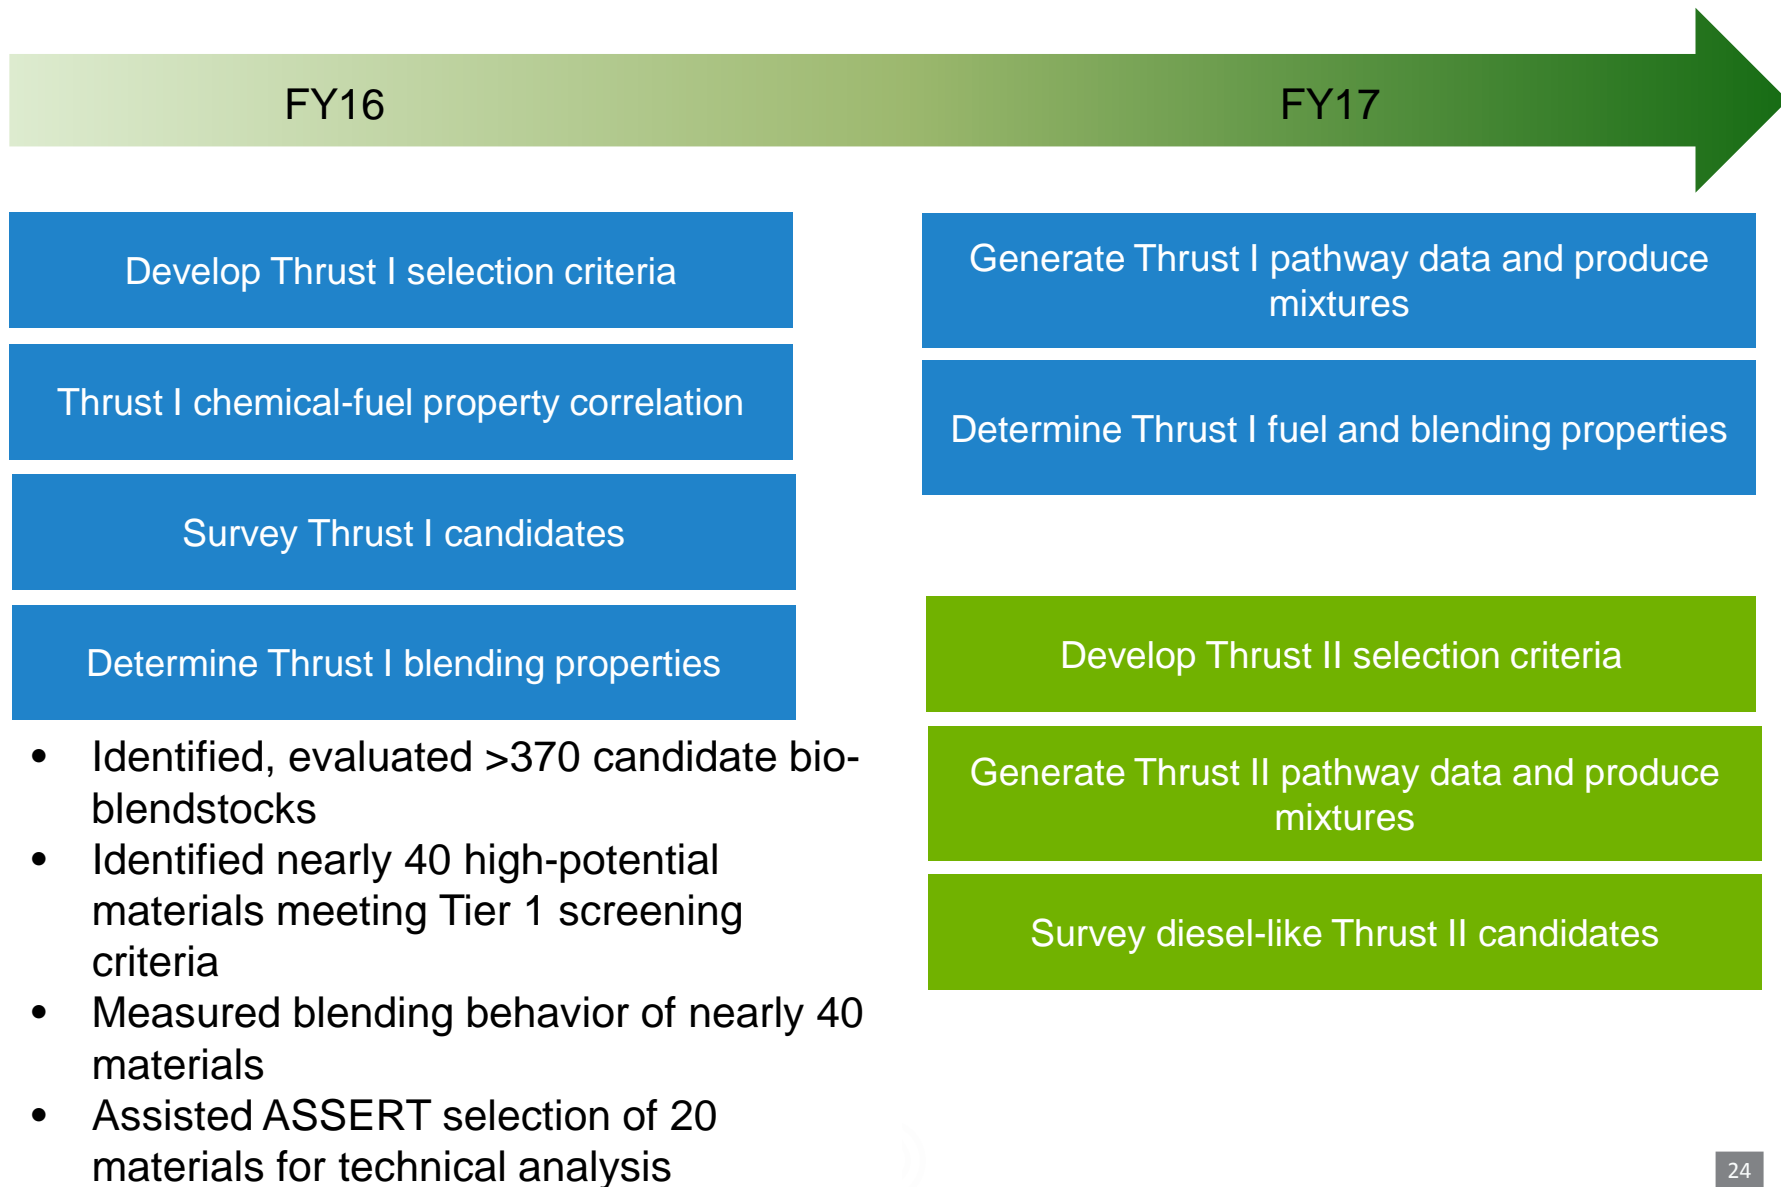 FY16
FY17
Develop Thrust I selection criteria
Thrust I chemical-fuel property correlation
Survey Thrust I candidates
Determine Thrust I blending properties
• Identified, evaluated >370 candidate bio-
blendstocks
• Identified nearly 40 high-potential
materials meeting Tier 1 screening
criteria
• Measured blending behavior of nearly 40
materials
• Assisted ASSERT selection of 20
materials for technical analysis
Generate Thrust I pathway data and produce
mixtures
Determine Thrust I fuel and blending properties
Develop Thrust II selection criteria
Generate Thrust II pathway data and produce
mixtures
Survey diesel-like Thrust II candidates
24